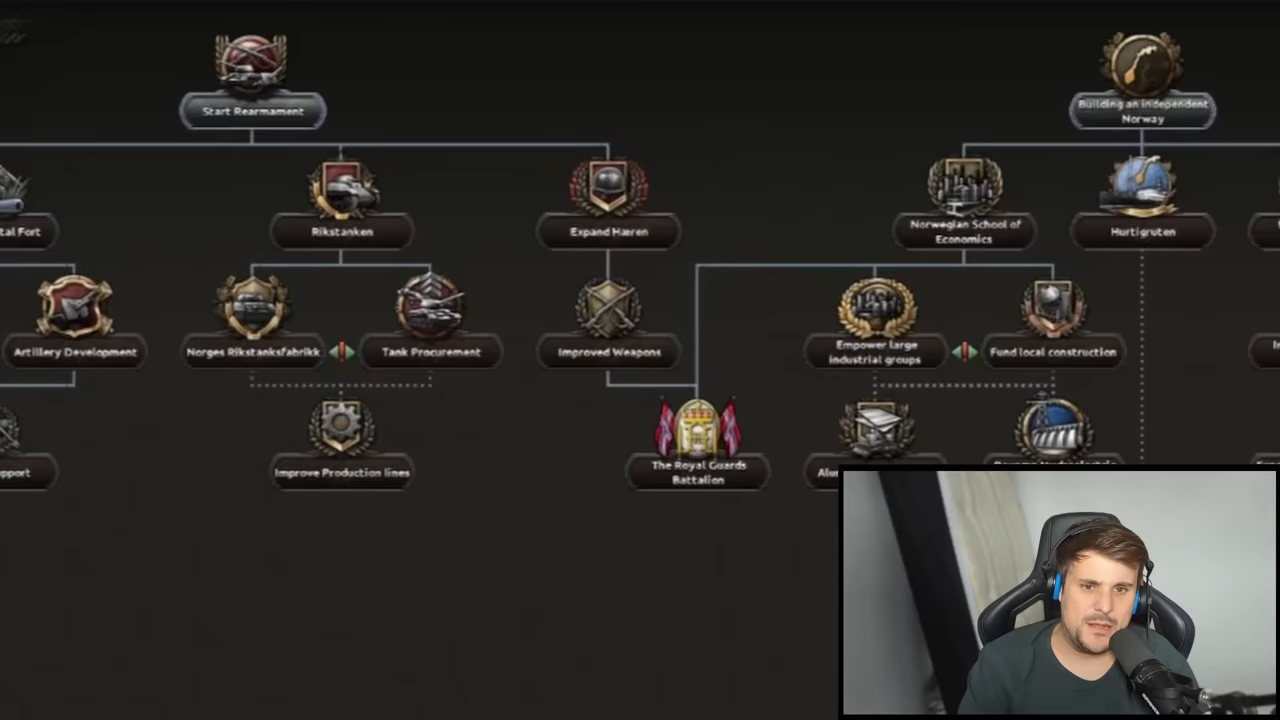 Start Rearmament
Building an independent
Norway
tal Fort
Rikstanken
Expand Hæren
Norwegian School of
Economics
Hurtigruten
Artillery Development
Norges Rikstanksfabrikk
Tank Procurement
Improved Weapons
Empower large
industrial groups
Fund local construction
pport
Improve Production lines
The Royal Guards
Battalion